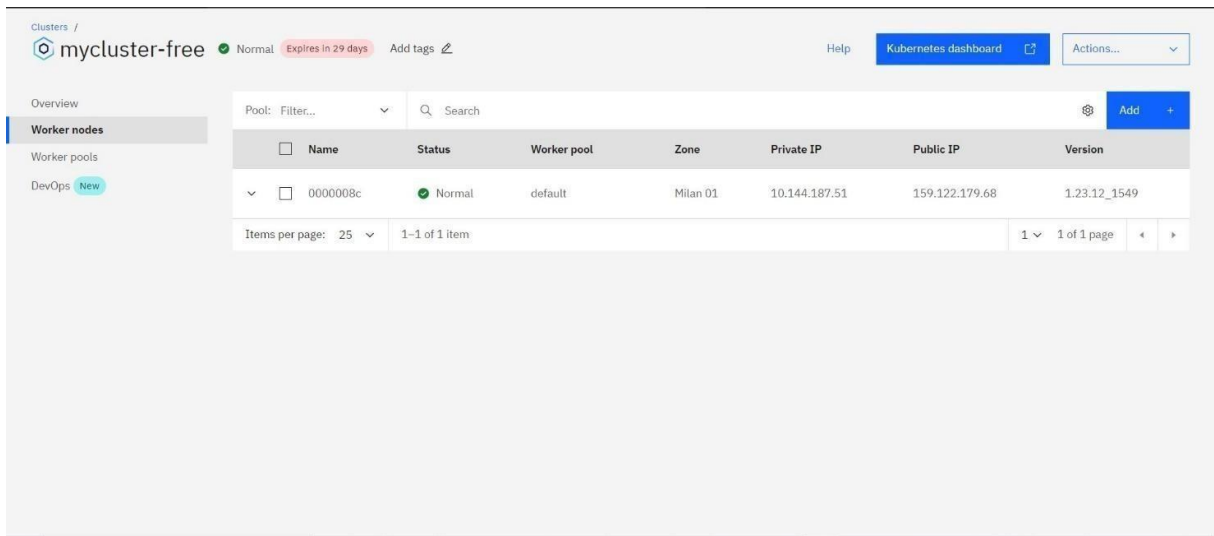 Clusters /
mycluster-free Normal Expires in 29 days Add tags Help Kubernetes dashboard Actions...
Overview
Worker nodes
Worker pools
DevOps New
Pool: Filter... Search Add +
Name Status Worker pool Zone Private IP Public IP Version
0000008c Normal default Milan 01 10.144.187.51 159.122.179.68 1.23.12_1549
Items per page: 25 1–1 of 1 item 1 1 of 1 page